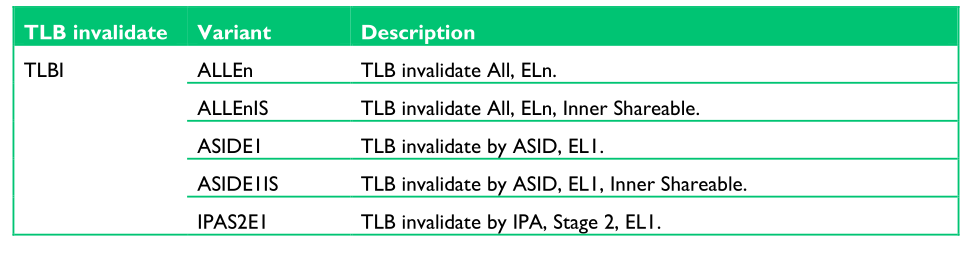 TLB invalidate Variant Description
TLBI ALLEn TLB invalidate All, ELn.
ALLEnIS TLB invalidate All, ELn, Inner Shareable.
ASIDE1 TLB invalidate by ASID, EL1.
ASIDE1IS TLB invalidate by ASID, EL1, Inner Shareable.
IPAS2E1 TLB invalidate by IPA, Stage 2, EL1.